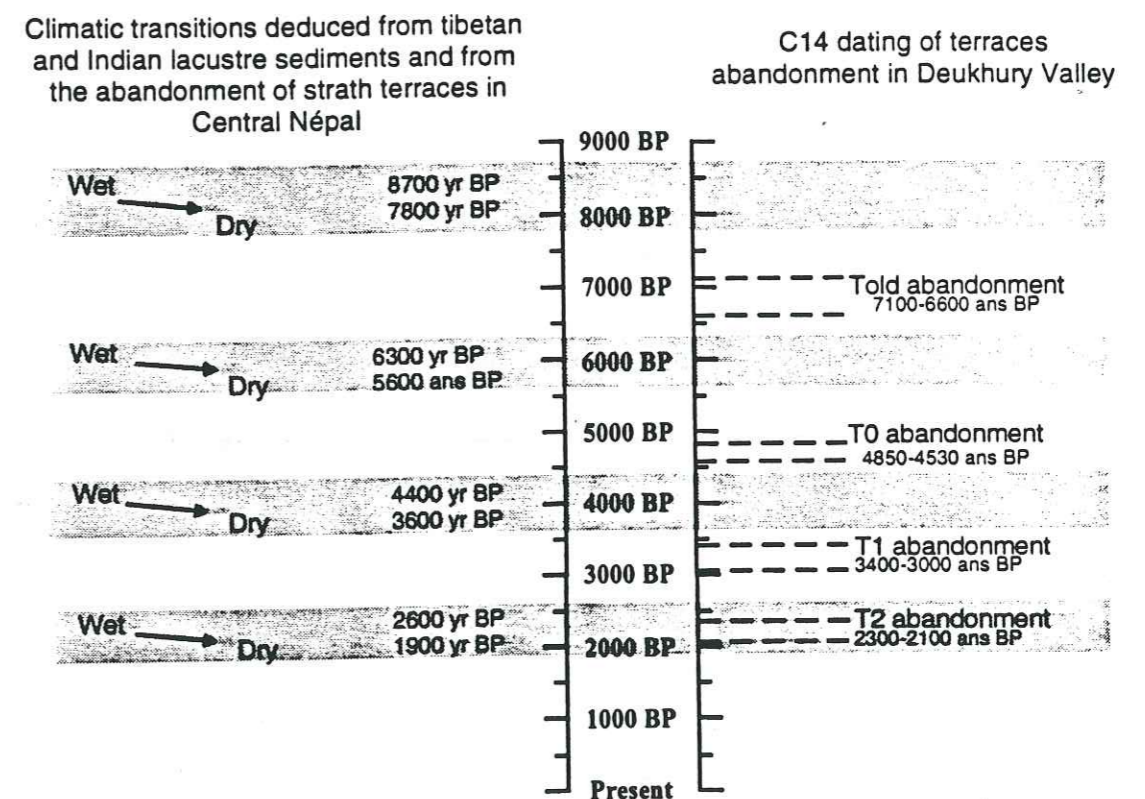 Climatic transitions deduced from tibetan
and Indian lacustre sediments and from
the abandonment of strath terraces in
Central Népal
C14 dating of terraces
abandonment in Deukhury Valley
9000 BP
Wet
8700 yr BP
7800 yr BP
Dry
8000 BP
7000 BP
Told abandonment
7100-6600 ans BP
Wet
6300 yr BP
5600 ans BP
Dry
6000 BP
5000 BP
T0 abandonment
4850-4530 ans BP
Wet
4400 yr BP
3600 yr BP
Dry
4000 BP
T1 abandonment
3400-3000 ans BP
3000 BP
Wet
2600 yr BP
1900 yr BP
Dry
2000 BP
T2 abandonment
2300-2100 ans BP
1000 BP
Present